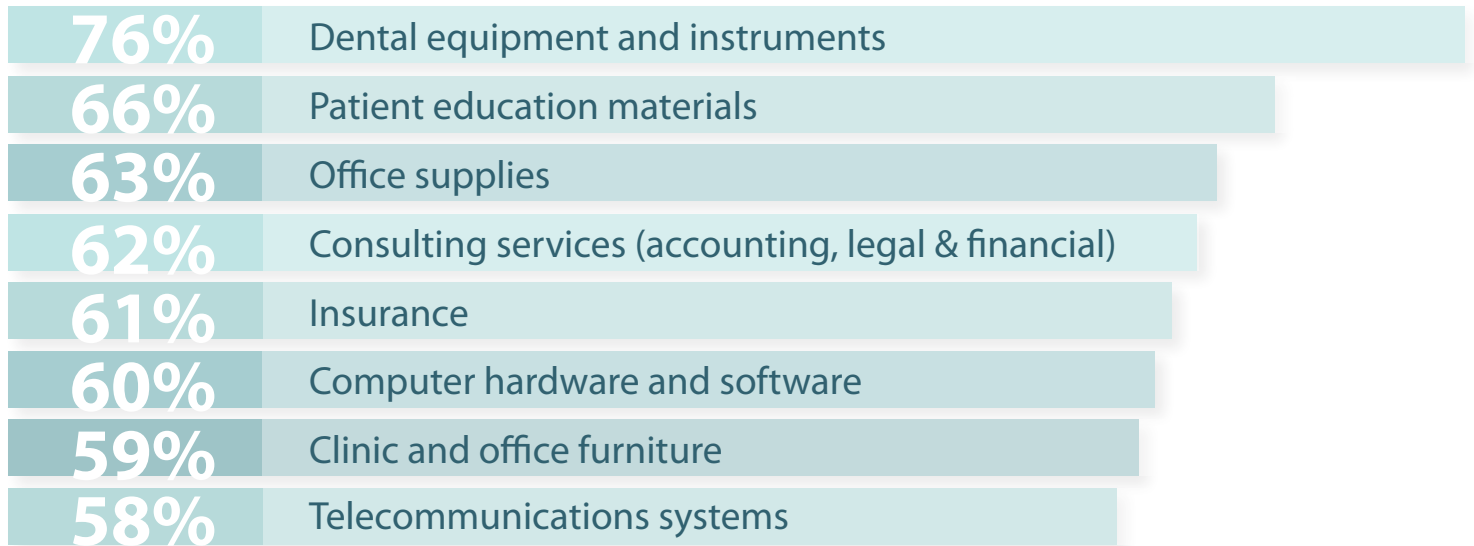 76% Dental equipment and instruments
66% Patient education materials
63% Office supplies
62% Consulting services (accounting, legal & financial)
61% Insurance
60% Computer hardware and software
59% Clinic and office furniture
58% Telecommunications systems